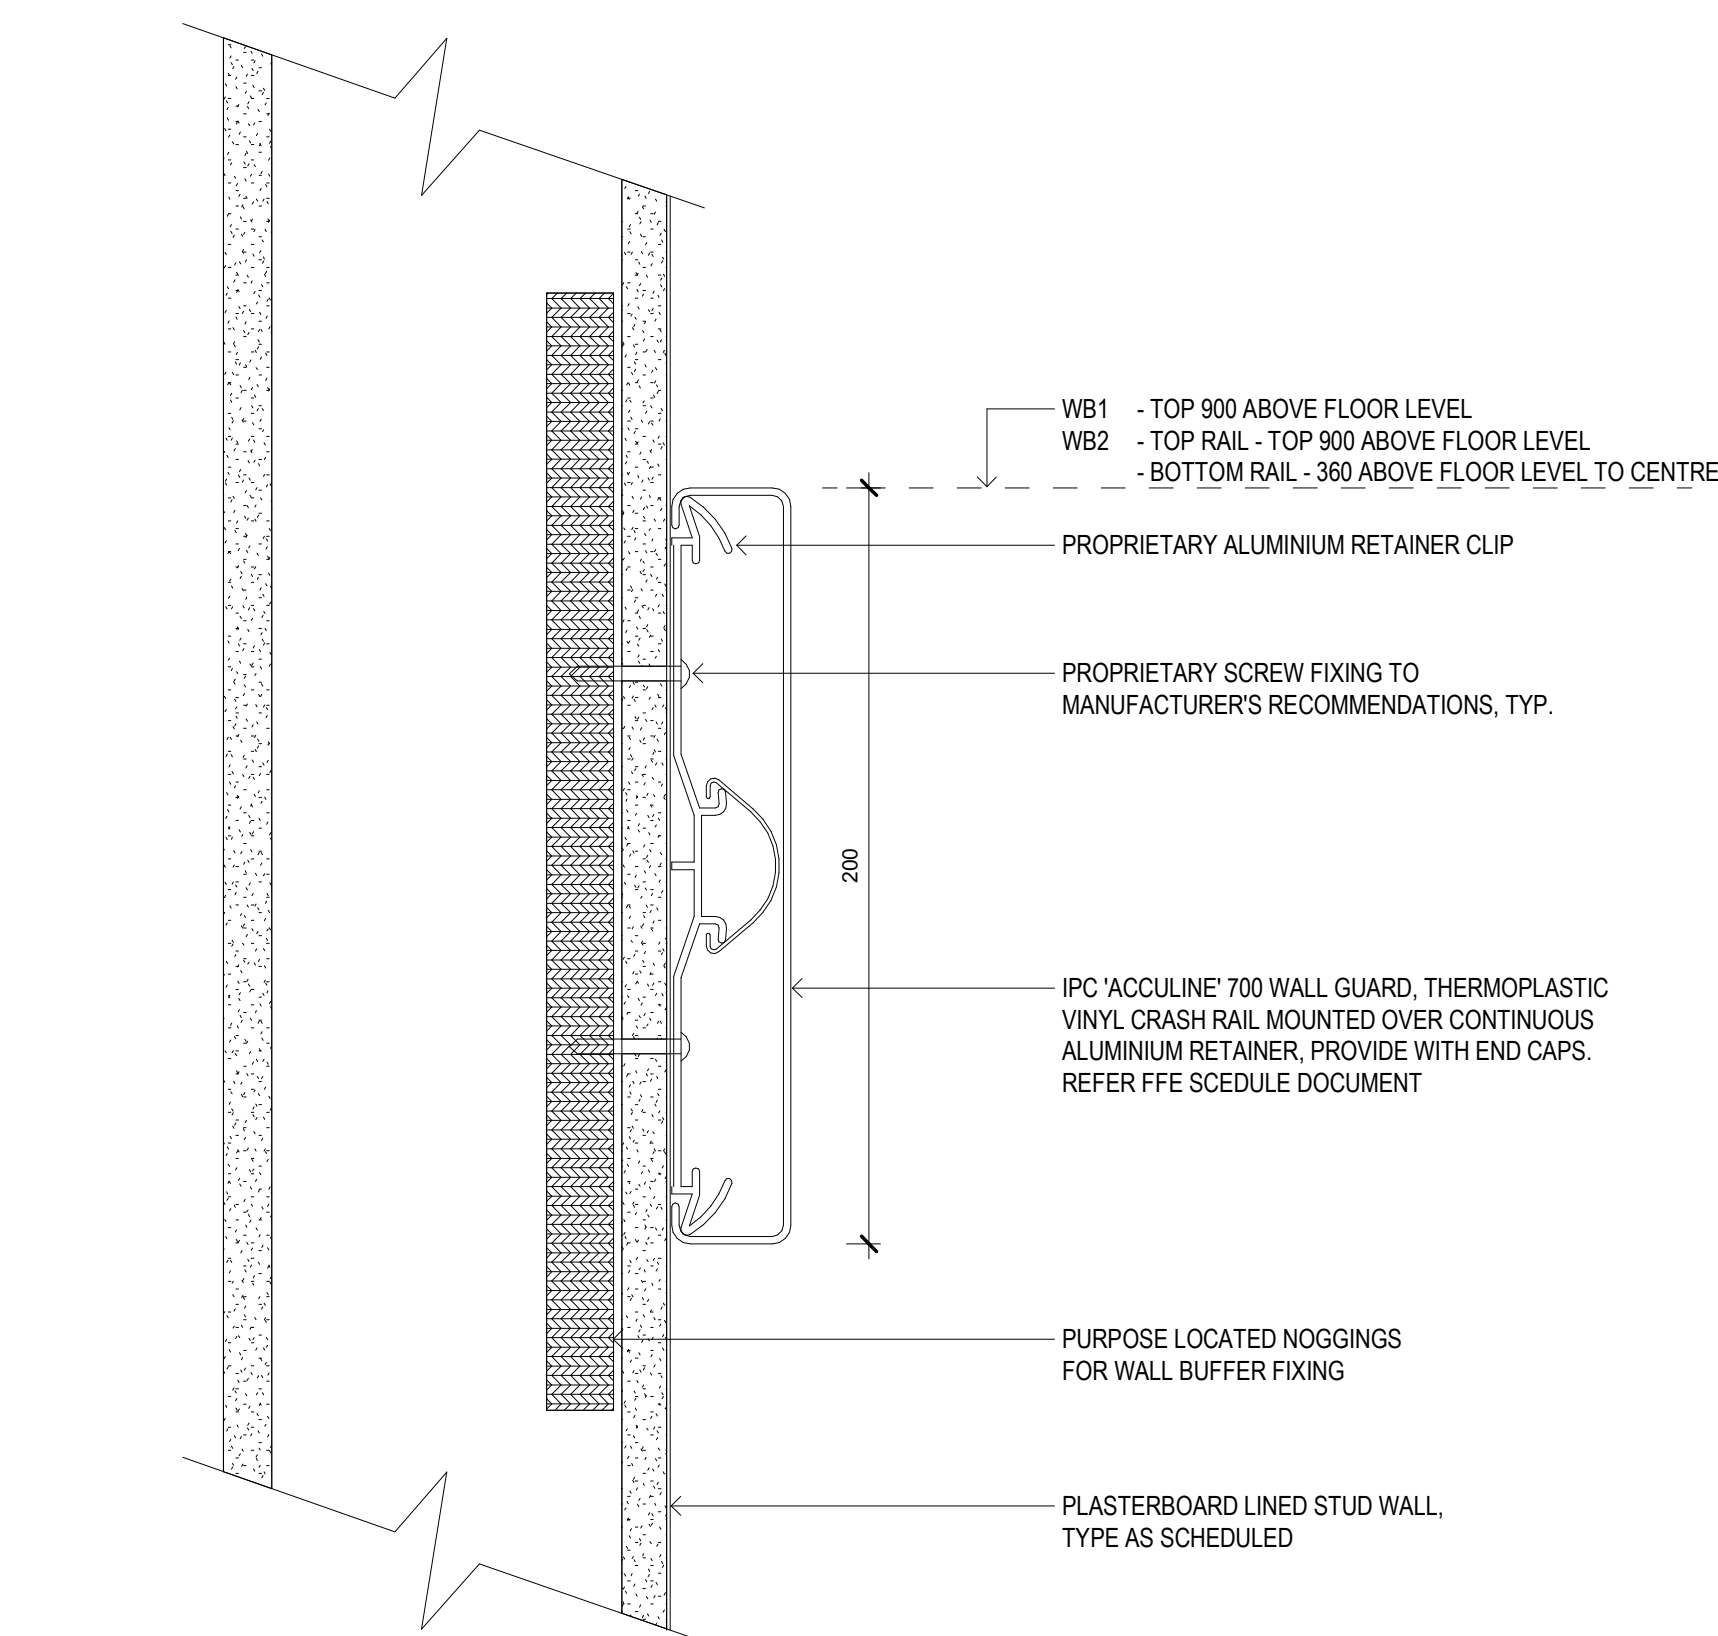 WB1 - TOP 900 ABOVE FLOOR LEVEL
WB2 - TOP RAIL - TOP 900 ABOVE FLOOR LEVEL
- BOTTOM RAIL - 360 ABOVE FLOOR LEVEL TO CENTRE
PROPRIETARY ALUMINIUM RETAINER CLIP
PROPRIETARY SCREW FIXING TO
MANUFACTURER'S RECOMMENDATIONS, TYP.
200
IPC 'ACCULINE' 700 WALL GUARD, THERMOPLASTIC
VINYL CRASH RAIL MOUNTED OVER CONTINUOUS
ALUMINIUM RETAINER, PROVIDE WITH END CAPS.
REFER FFE SCEDULE DOCUMENT
PURPOSE LOCATED NOGGINGS
FOR WALL BUFFER FIXING
PLASTERBOARD LINED STUD WALL,
TYPE AS SCHEDULED